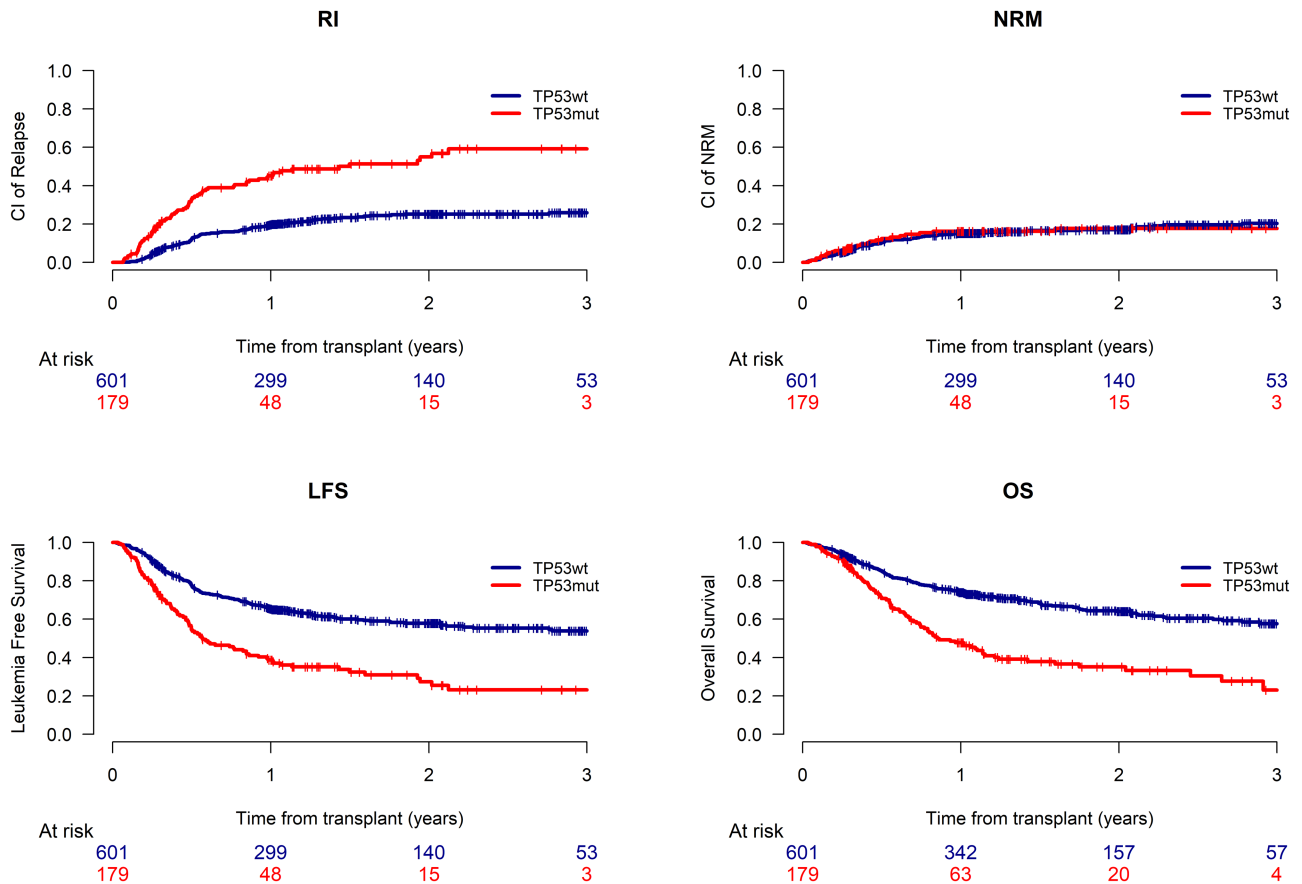 RI
CI of Relapse
1.0
0.8
0.6
0.4
0.2
0.0
TP53wt
TP53mut
0 1 2 3
Time from transplant (years)
At risk
601 299 140 53
179 48 15 3
NRM
CI of NRM
1.0
0.8
0.6
0.4
0.2
0.0
TP53wt
TP53mut
0 1 2 3
Time from transplant (years)
At risk
601 299 140 53
179 48 15 3
LFS
Leukemia Free Survival
1.0
0.8
0.6
0.4
0.2
0.0
TP53wt
TP53mut
0 1 2 3
Time from transplant (years)
At risk
601 299 140 53
179 48 15 3
OS
Overall Survival
1.0
0.8
0.6
0.4
0.2
0.0
TP53wt
TP53mut
0 1 2 3
Time from transplant (years)
At risk
601 342 157 57
179 63 20 4